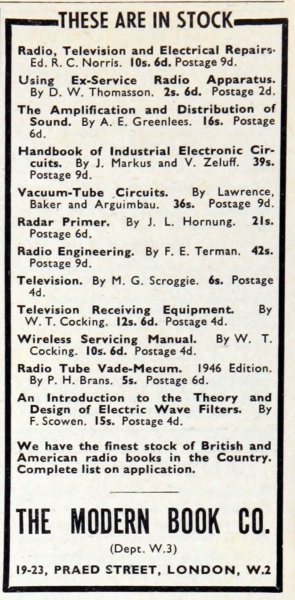 THESE ARE IN STOCK
Radio, Television and Electrical Repairs.
Ed. R. C. Norris. 10s. 6d. Postage 9d.
Using Ex-Service Radio Apparatus.
By D. W. Thomasson. 2s. 6d. Postage 2d.
The Amplification and Distribution of
Sound. By A. E. Greenlees. 16s. Postage
6d.
Handbook of Industrial Electronic Cir-
cuits. By J. Markus and V. Zeluff. 39s.
Postage 9d.
Vacuum-Tube Circuits. By Lawrence,
Baker and Arguimbau. 36s. Postage 9d.
Radar Primer. By J. L. Hornung. 21s.
Postage 6d.
Radio Engineering. By F. E. Terman. 42s.
Postage 9d.
Television. By M. G. Scroggie. 6s. Postage
4d.
Television Receiving Equipment. By
W. T. Cocking. 12s. 6d. Postage 4d.
Wireless Servicing Manual. By W. T.
Cocking. 10s. 6d. Postage 4d.
Radio Tube Vade-Mecum. 1946 Edition.
By P. H. Brans. 5s. Postage 6d.
An Introduction to the Theory and
Design of Electric Wave Filters. By
F. Scowen. 15s. Postage 4d.
We have the finest stock of British and
American radio books in the Country.
Complete list on application.
THE MODERN BOOK CO.
(Dept. W.3)
19-23, PRAED STREET, LONDON, W.2